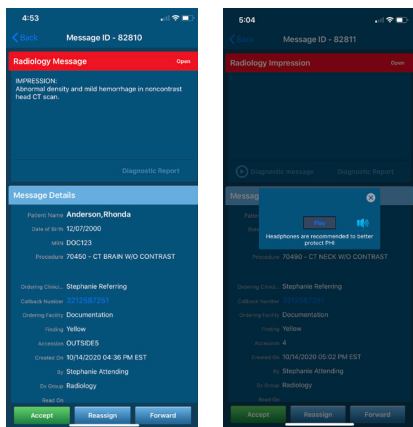 4:53
Back
Message ID - 82810
Radiology Message
Open
IMPRESSION:
Abnormal density and mild hemorrhage in noncontrast
head CT scan.
Diagnostic Report
Message Details
Patient Name Anderson,Rhonda
Date of Birth 12/07/2000
MRN DOC123
Procedure 70450 - CT BRAIN W/O CONTRAST
Ordering Clinic... Stephanie Referring
Callback Number 3212587251
Ordering Facility Documentation
Finding Yellow
Accession OUTSIDE5
Created On 10/14/2020 04:36 PM EST
By Stephanie Attending
Dx Group Radiology
Read On
Accept
Reassign
Forward
5:04
Back
Message ID - 82811
Radiology Impression
Open
Diagnostic message
Diagnostic Report
Messag
Play
Headphones are recommended to better
protect PHI
Procedure 70490 - CT NECK W/O CONTRAST
Ordering Clinic... Stephanie Referring
Callback Number 3212587251
Ordering Facility Documentation
Finding Yellow
Accession 4
Created On 10/14/2020 05:02 PM EST
By Stephanie Attending
Dx Group Radiology
Read On
Accept
Reassign
Forward